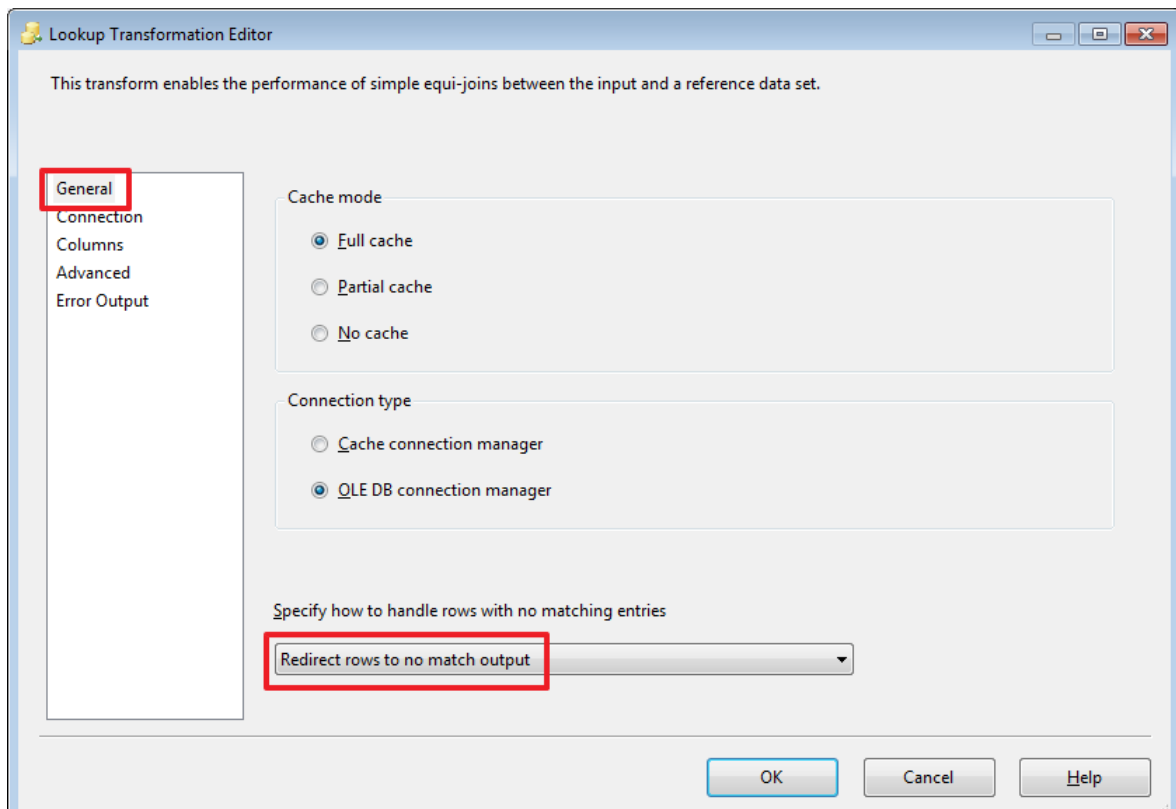 Lookup Transformation Editor
This transform enables the performance of simple equi-joins between the input and a reference data set.
General
Connection
Columns
Advanced
Error Output
Cache mode
Full cache
Partial cache
No cache
Connection type
Cache connection manager
OLE DB connection manager
Specify how to handle rows with no matching entries
Redirect rows to no match output
OK Cancel Help